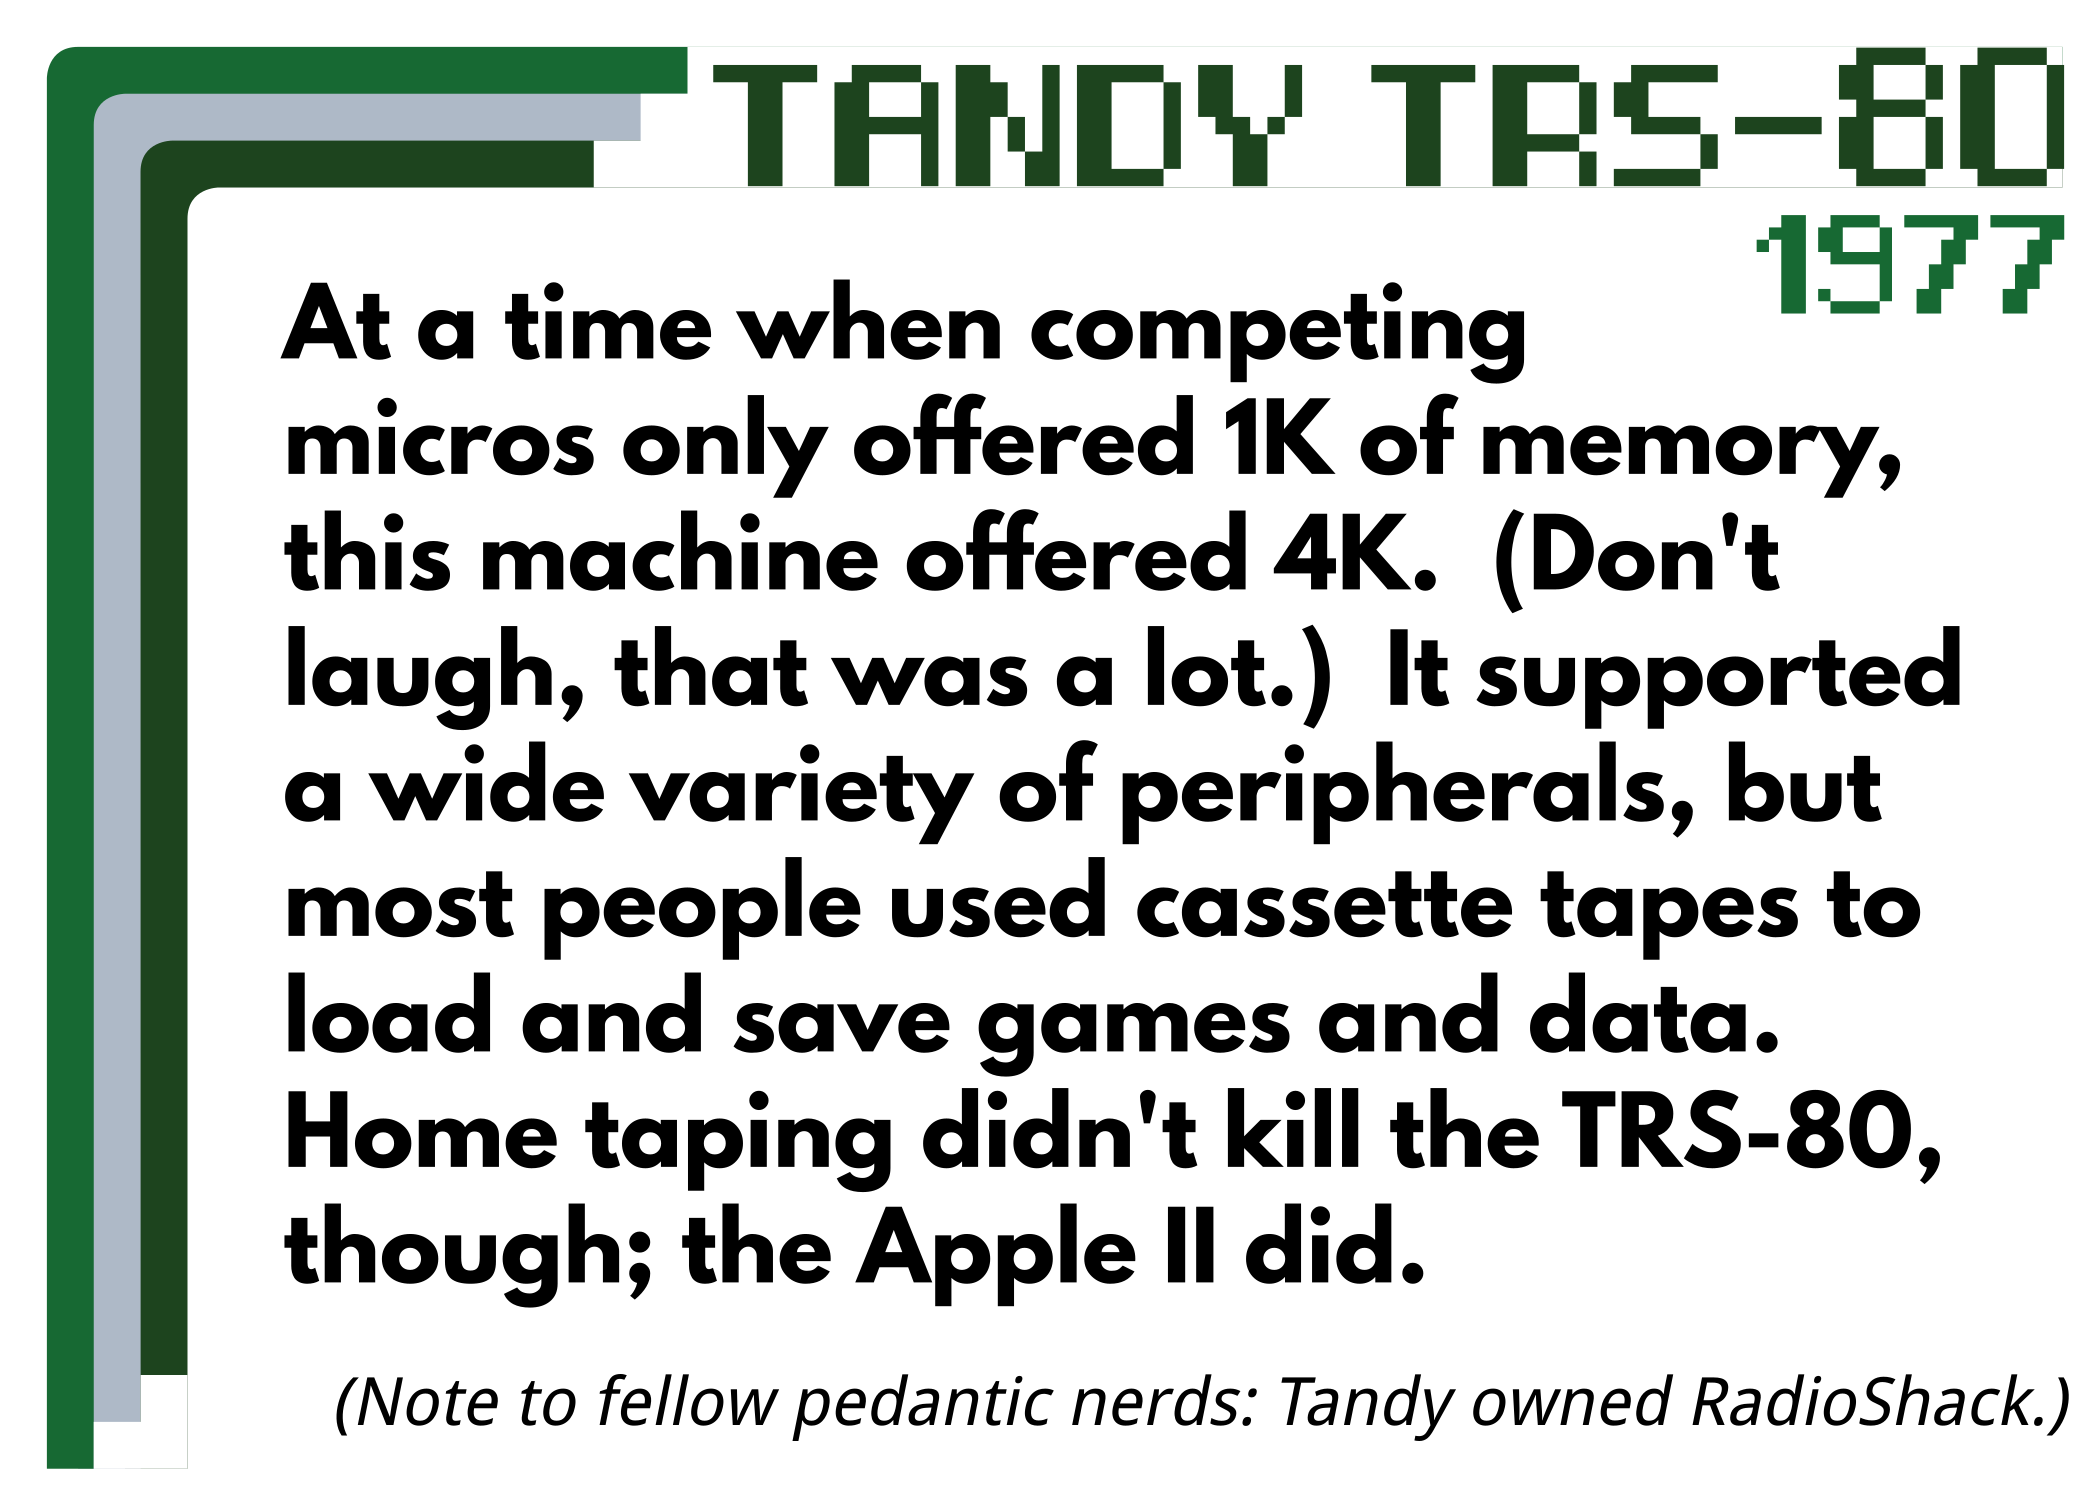 TANDY TRS-80
1977
At a time when competing
micros only offered 1K of memory,
this machine offered 4K.  (Don't
laugh, that was a lot.)  It supported
a wide variety of peripherals, but
most people used cassette tapes to
load and save games and data.
Home taping didn't kill the TRS-80,
though; the Apple II did.
(Note to fellow pedantic nerds: Tandy owned RadioShack.)